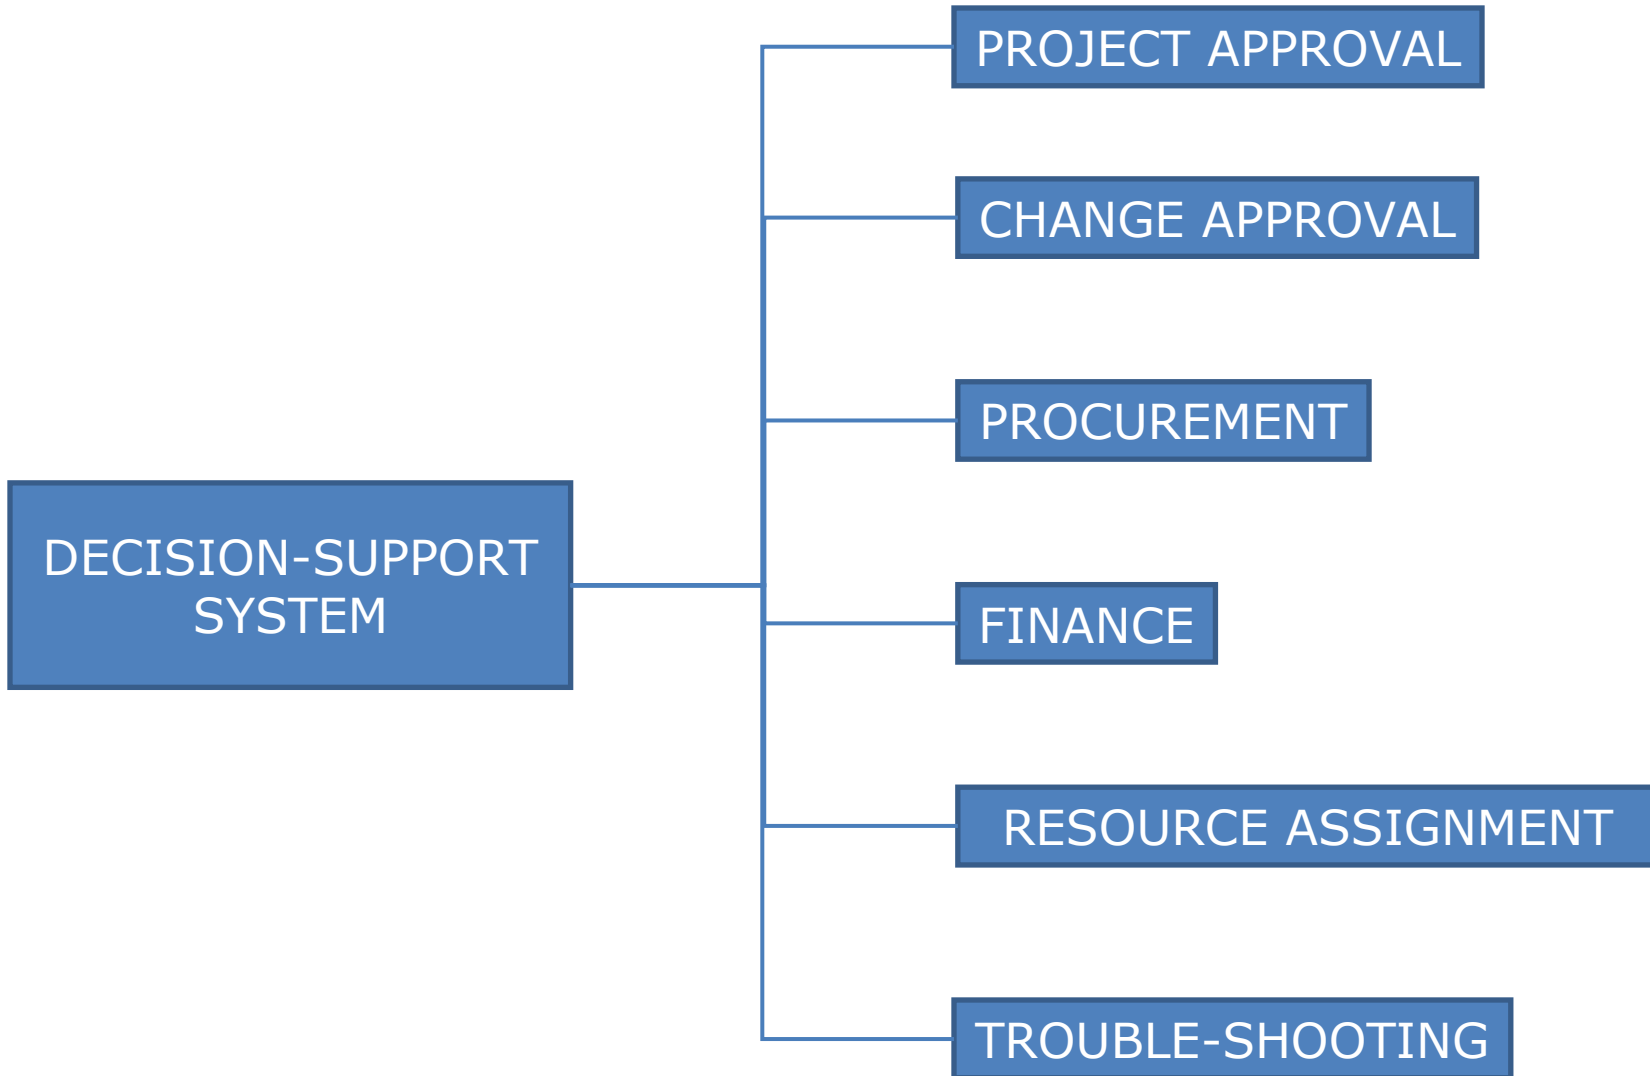 PROJECT APPROVAL
CHANGE APPROVAL
PROCUREMENT
DECISION-SUPPORT
SYSTEM
FINANCE
RESOURCE ASSIGNMENT
TROUBLE-SHOOTING